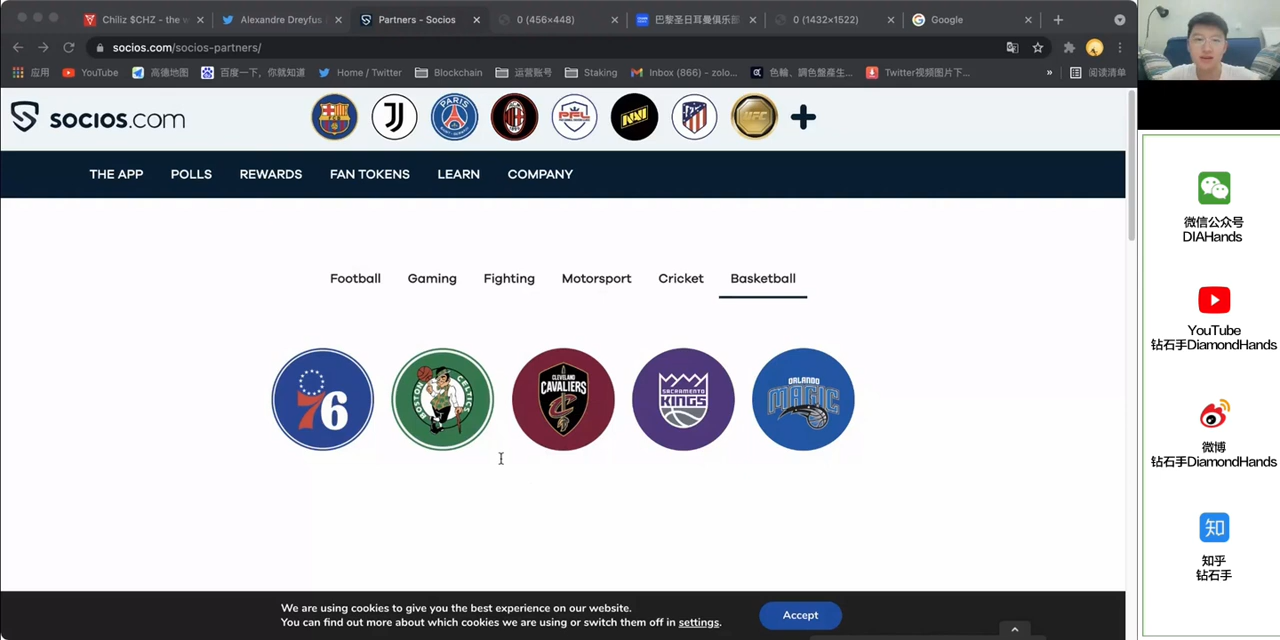 Chiliz $CHZ - the w
Alexandre Dreyfus
Partners - Socios
0 (456×448)
巴黎圣日耳曼俱乐部
0 (1432×1522)
Google
socios.com/socios-partners/
应用
YouTube
高德地图
百度一下，你就知道
Home / Twitter
Blockchain
运营账号
Staking
Inbox (866) - zolo...
色輪、調色盤產生...
Twitter视频图片下...
»
阅读清单
socios.com
PARIS
PFL
NAVI
UFC
THE APP
POLLS
REWARDS
FAN TOKENS
LEARN
COMPANY
Football
Gaming
Fighting
Motorsport
Cricket
Basketball
76
BOSTON CELTICS
CLEVELAND
CAVALIERS
SACRAMENTO
KINGS
ORLANDO
MAGIC
We are using cookies to give you the best experience on our website.
You can find out more about which cookies we are using or switch them off in settings.
Accept
微信公众号
DIAHands
YouTube
钻石手DiamondHands
微博
钻石手DiamondHands
知
知乎
钻石手